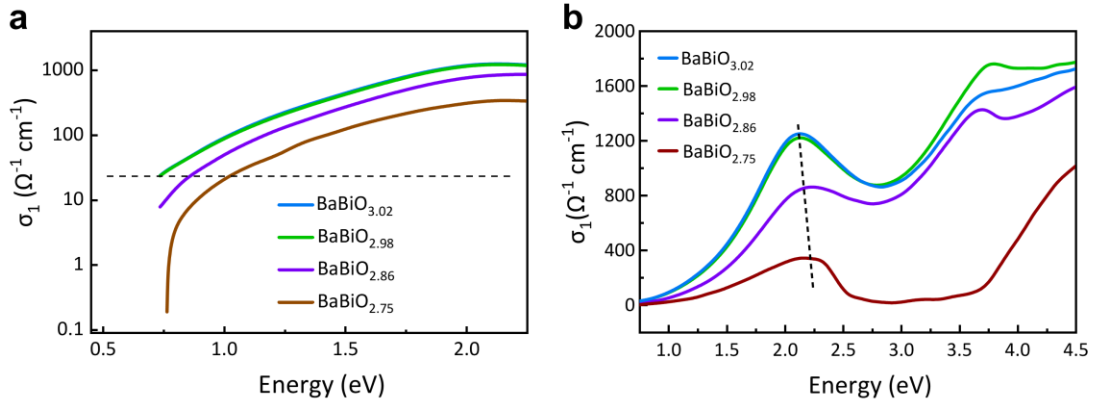 a
σ₁ (Ω⁻¹ cm⁻¹)
1000
100
10
1
0.1
BaBiO₃.₀₂
BaBiO₂.₉₈
BaBiO₂.₈₆
BaBiO₂.₇₅
0.5 1.0 1.5 2.0
Energy (eV)
b
σ₁(Ω⁻¹ cm⁻¹)
2000
1600
1200
800
400
0
BaBiO₃.₀₂
BaBiO₂.₉₈
BaBiO₂.₈₆
BaBiO₂.₇₅
1.0 1.5 2.0 2.5 3.0 3.5 4.0 4.5
Energy (eV)